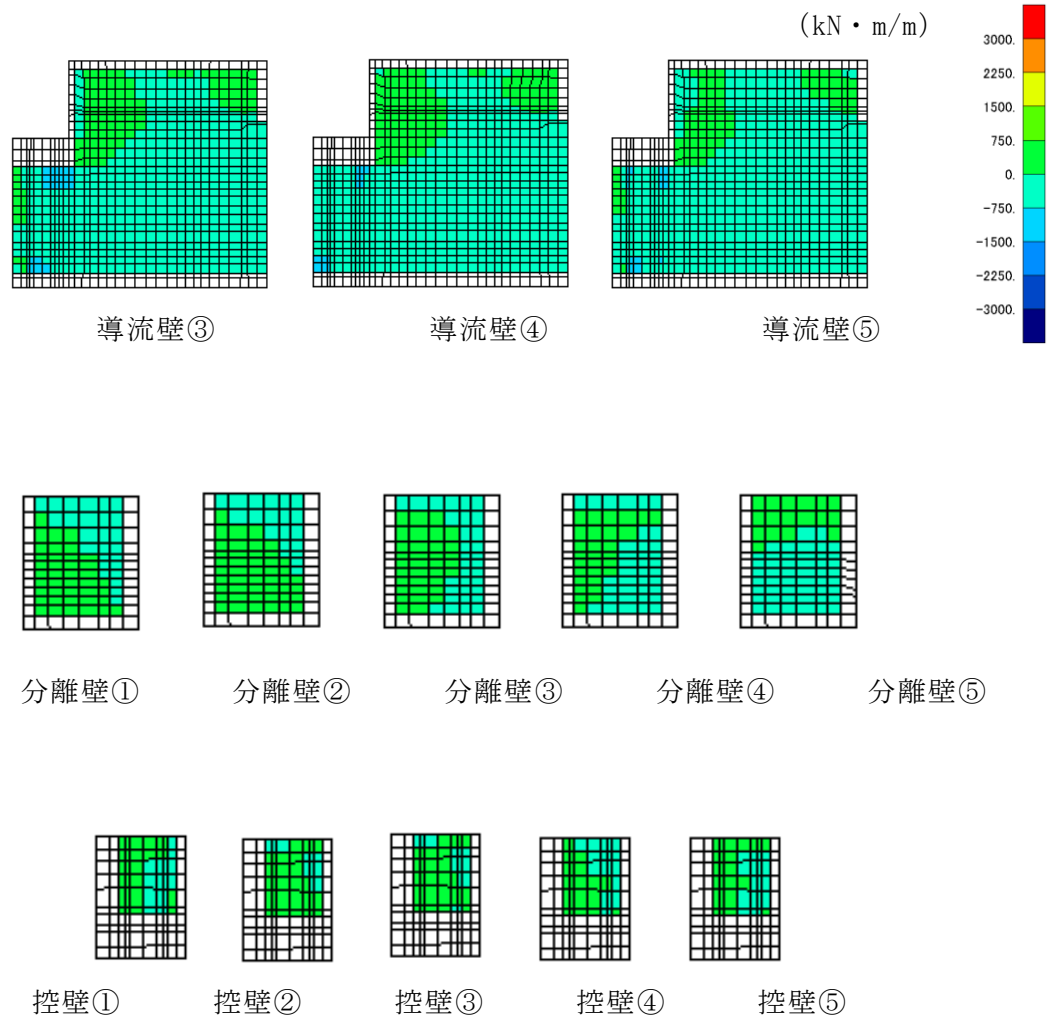 (kN・m/m)
3000.
2250.
1500.
750.
0.
-750.
-1500.
-2250.
-3000.
導流壁③ 導流壁④ 導流壁⑤
分離壁① 分離壁② 分離壁③ 分離壁④ 分離壁⑤
控壁① 控壁② 控壁③ 控壁④ 控壁⑤